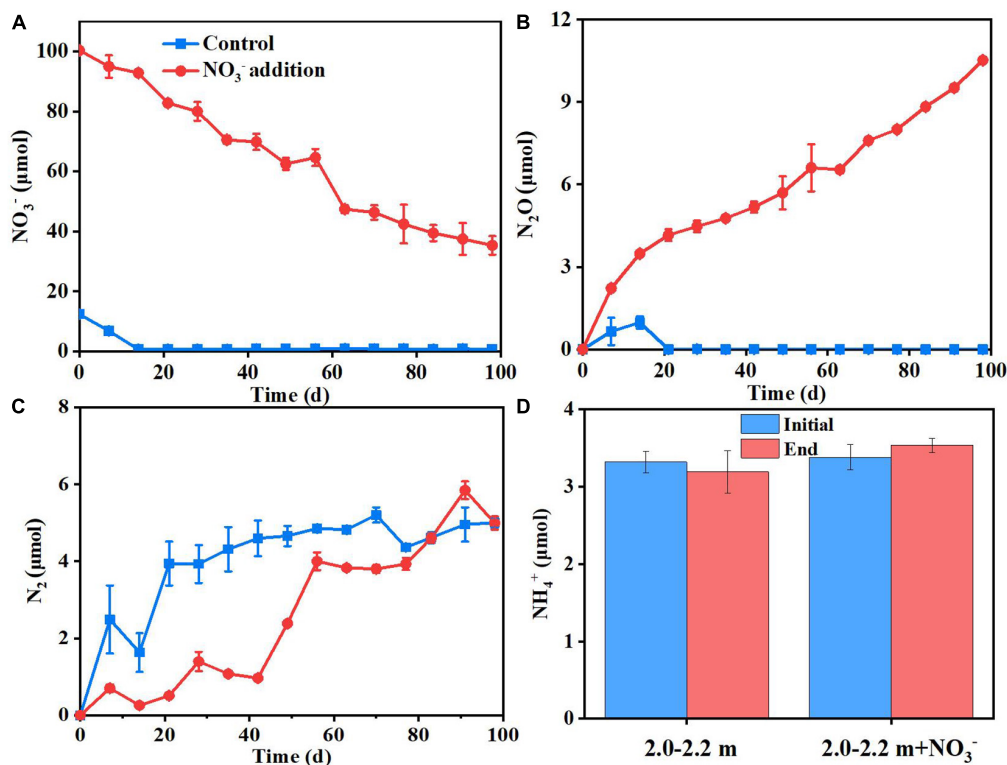 A
Control
NO₃⁻ addition
100
80
60
40
20
0
NO₃⁻ (μmol)
0 20 40 60 80 100
Time (d)
B
12
9
6
3
0
N₂O (μmol)
0 20 40 60 80 100
Time (d)
C
8
6
4
2
0
N₂ (μmol)
0 20 40 60 80 100
Time (d)
D
Initial
End
4
3
2
1
0
NH₄⁺ (μmol)
2.0-2.2 m 2.0-2.2 m+NO₃⁻